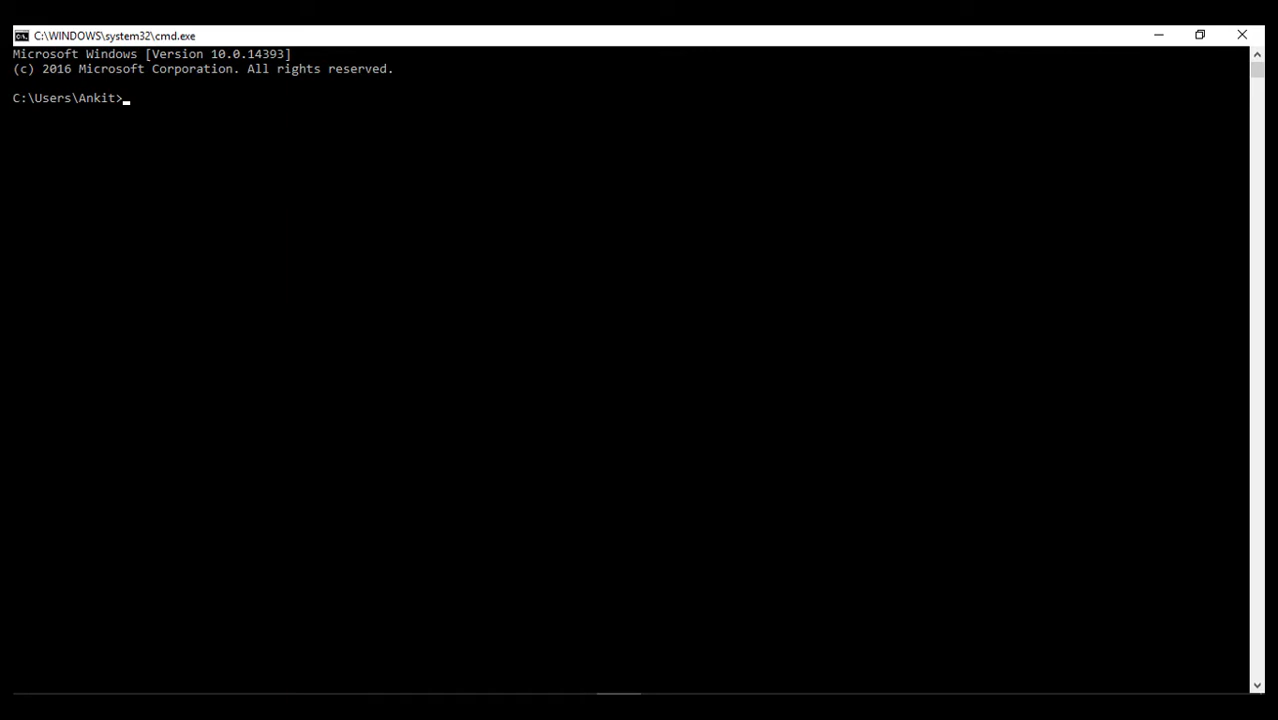 C:\WINDOWS\system32\cmd.exe
Microsoft Windows [Version 10.0.14393]
(c) 2016 Microsoft Corporation. All rights reserved.
C:\Users\Ankit>